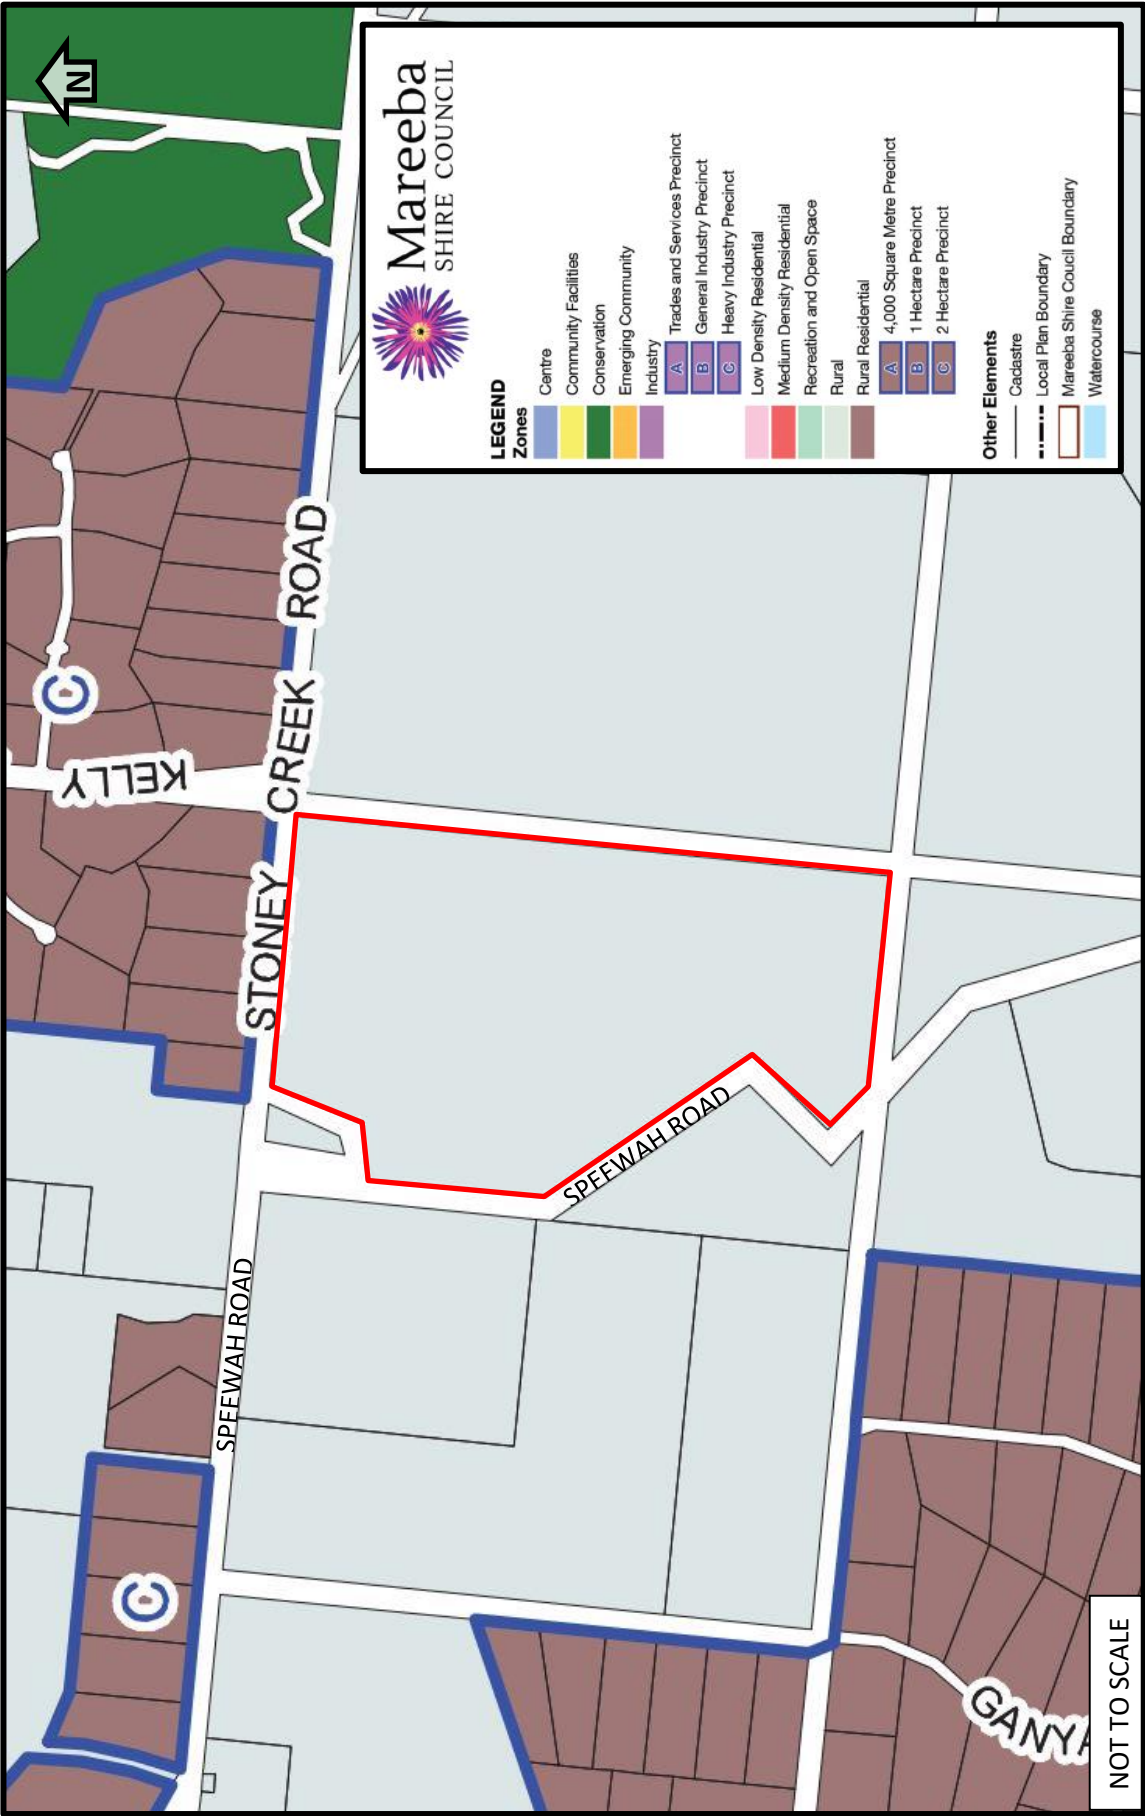 N
Mareeba
SHIRE COUNCIL
LEGEND
Zones
Centre
Community Facilities
Conservation
Emerging Community
Industry
A Trades and Services Precinct
B General Industry Precinct
C Heavy Industry Precinct
Low Density Residential
Medium Density Residential
Recreation and Open Space
Rural
Rural Residential
A 4,000 Square Metre Precinct
B 1 Hectare Precinct
C 2 Hectare Precinct
Other Elements
Cadastre
Local Plan Boundary
Mareeba Shire Coucil Boundary
Watercourse
C
KELLY
STONEY CREEK ROAD
SPEEWAH ROAD
SPEEWAH ROAD
C
GANYA
NOT TO SCALE